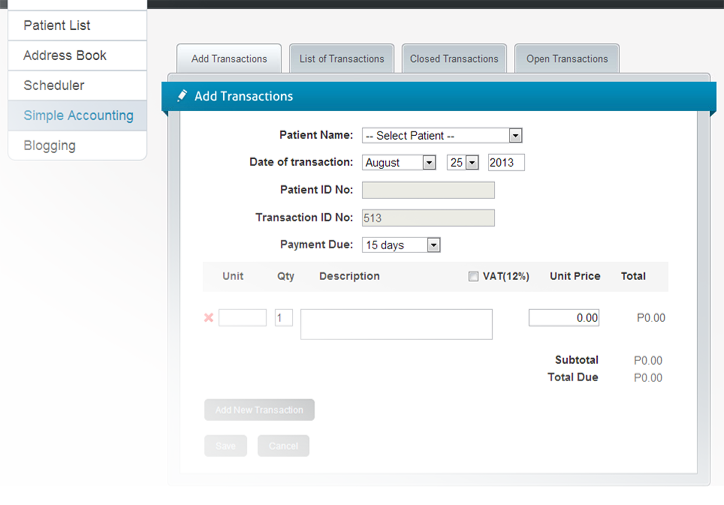 Patient List
Address Book
Scheduler
Simple Accounting
Blogging
Add Transactions List of Transactions Closed Transactions Open Transactions
Add Transactions
Patient Name: -- Select Patient --
Date of transaction: August 25 2013
Patient ID No:
Transaction ID No: 513
Payment Due: 15 days
Unit Qty Description VAT(12%) Unit Price Total
1 0.00 P0.00
Subtotal P0.00
Total Due P0.00
Add New Transaction
Save Cancel